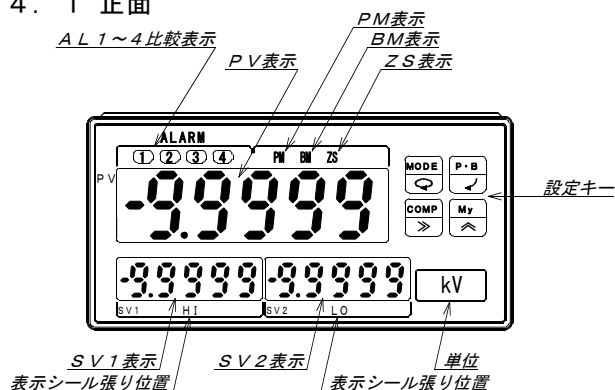 4. 1 正面
PM表示
AL1～4比較表示
BM表示
PV表示
ZS表示
ALARM
1 2 3 4
PM BM ZS
PV
-9.9999
MODE
P・B
設定キー
COMP
My
-9.9999
-9.9999
kV
SV1 HI
SV2 LO
SV1表示
SV2表示
単位
表示シール張り位置
表示シール張り位置